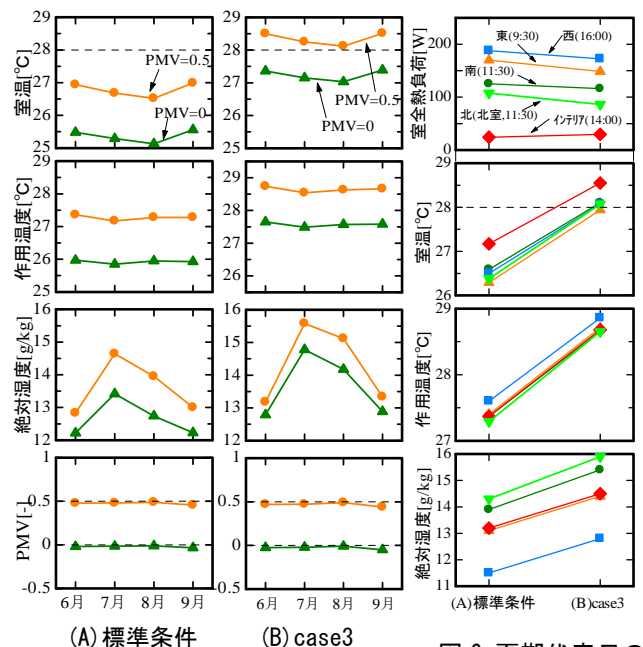 室温[℃]
29
28
27
26
25
PMV=0.5
PMV=0
29
28
27
26
25
PMV=0.5
PMV=0
作用温度[℃]
29
28
27
26
25
30
29
28
27
26
絶対湿度[g/kg]
16
15
14
13
12
16
15
14
13
12
PMV[-]
1
0.5
0
-0.5
1
0.5
0
-0.5
6月 7月 8月 9月
6月 7月 8月 9月
(A)標準条件
(B)case3
室全熱負荷[W]
200
150
100
50
0
東(9:30)
西(16:00)
南(11:30)
北(北室,11:30)
インテリア(14:00)
室温[℃]
29
28
27
26
作用温度[℃]
29
28
27
絶対湿度[g/kg]
16
15
14
13
12
11
(A)標準条件
(B)case3